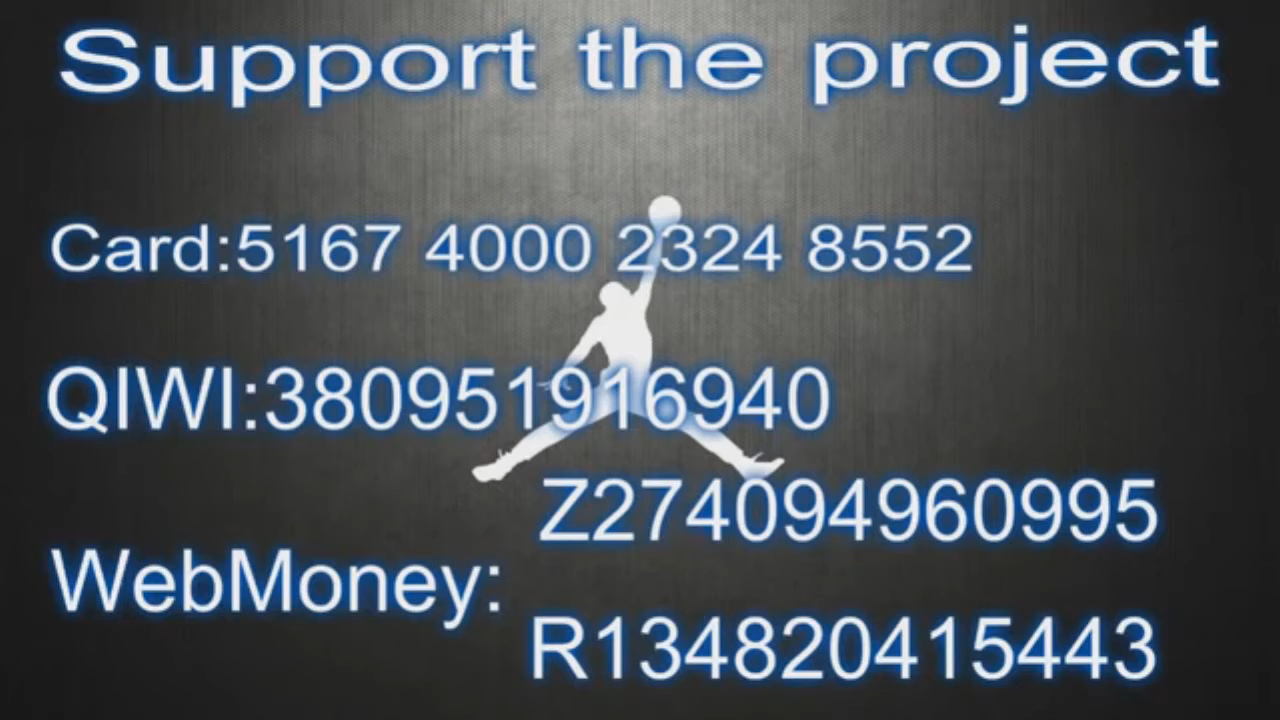 Support the project
Card:5167 4000 2324 8552
QIWI:380951916940
Z274094960995
WebMoney:
R134820415443